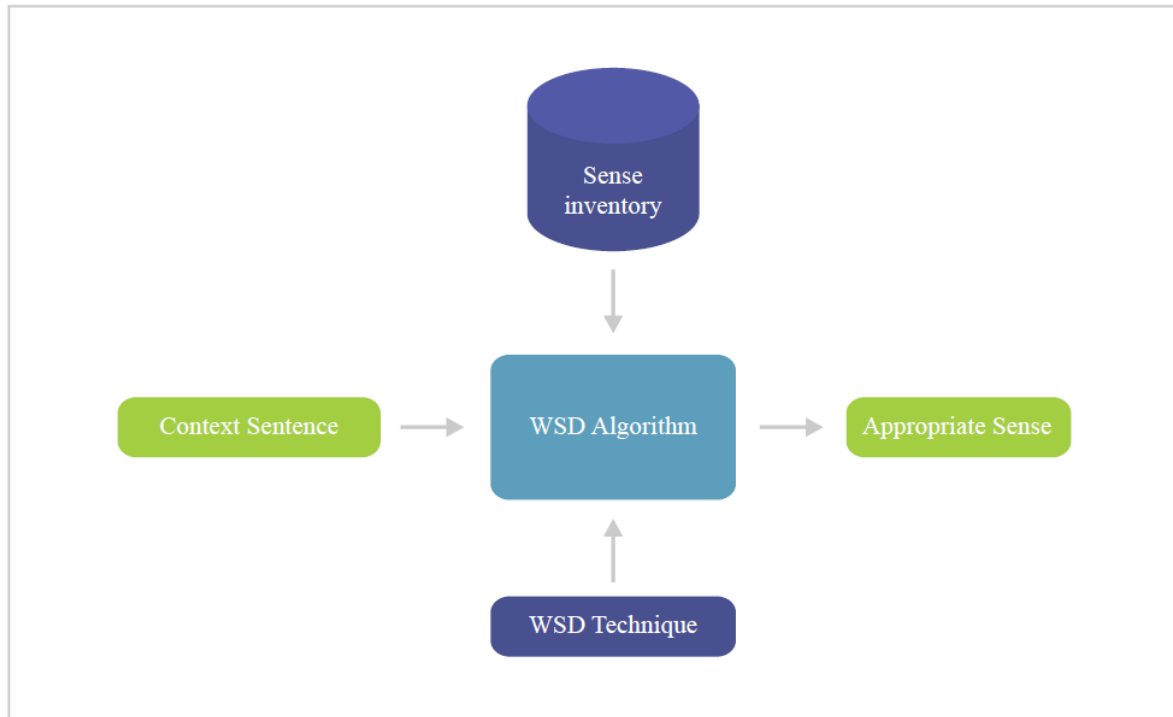 Sense
inventory
Context Sentence
WSD Algorithm
Appropriate Sense
WSD Technique